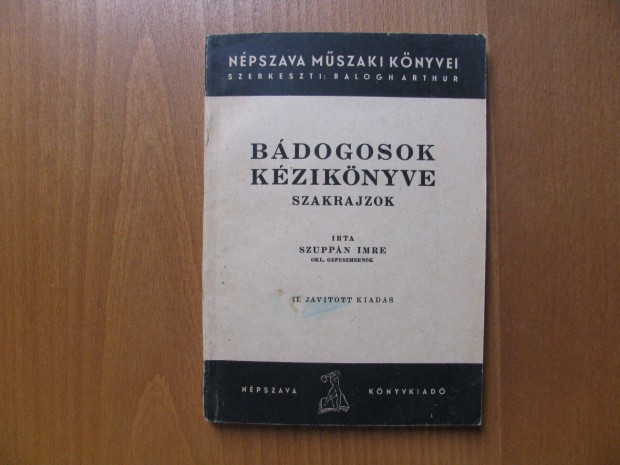 NÉPSZAVA MŰSZAKI KÖNYVEI
SZERKESZTI: BALOGH ARTHUR
BÁDOGOSOK
KÉZIKÖNYVE
SZAKRAJZOK
IRTA
SZUPPÁN IMRE
OKL. GÉPÉSZMÉRNÖK
II. JAVITOTT KIADÁS
NÉPSZAVA KÖNYVKIADÓ